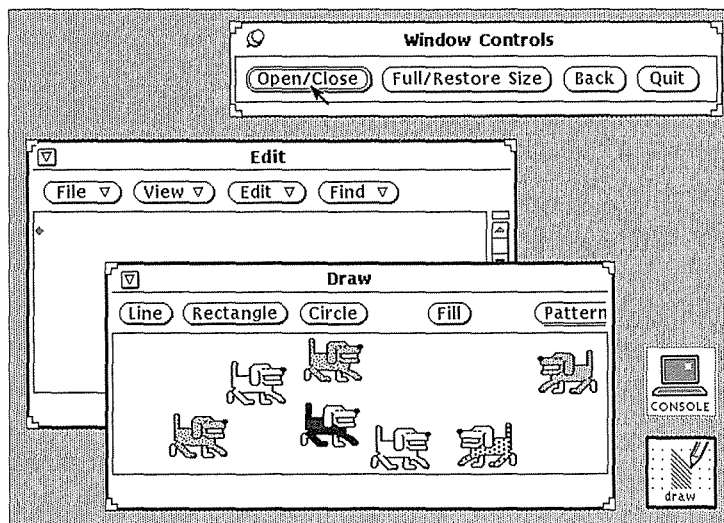 Window Controls
Open/Close Full/Restore Size Back Quit
Edit
File View Edit Find
Draw
Line Rectangle Circle Fill Pattern
CONSOLE
draw